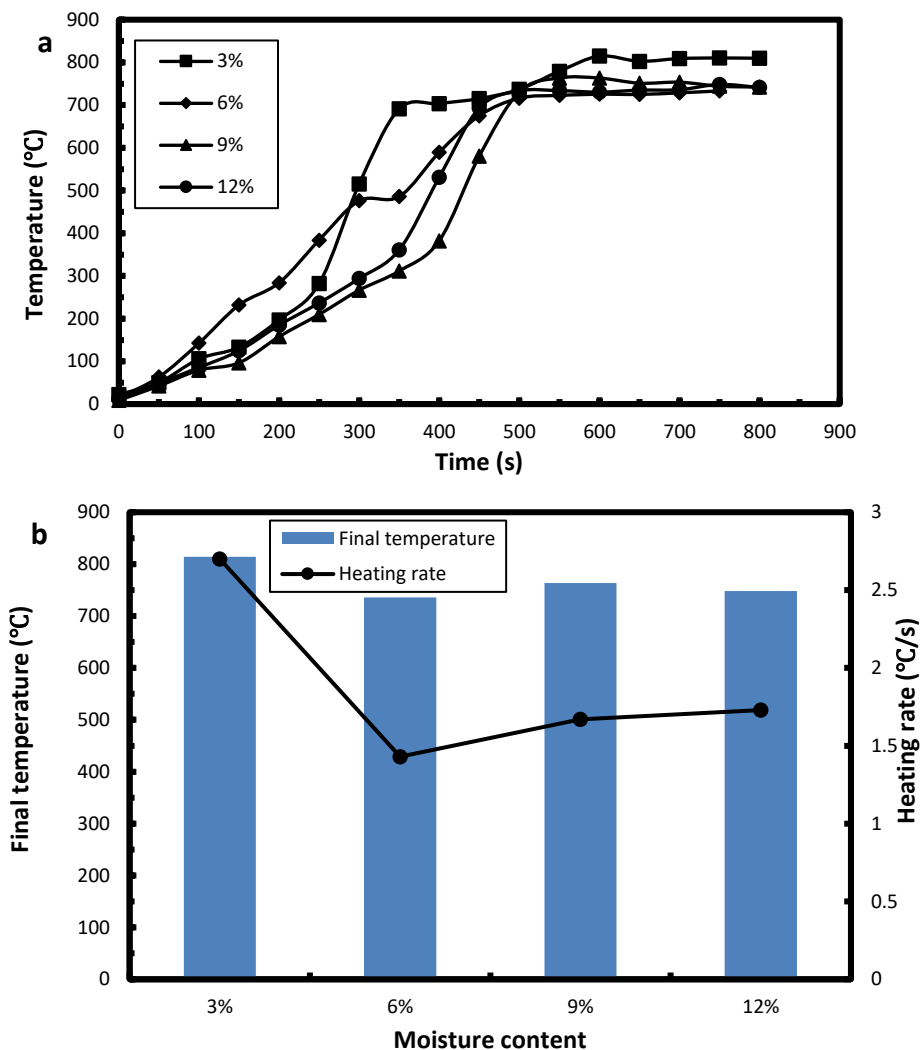 a
900
800
700
600
500
400
300
200
100
0
Temperature (℃)
3%
6%
9%
12%
0 100 200 300 400 500 600 700 800 900
Time (s)
b
900
800
700
600
500
400
300
200
100
0
Final temperature (℃)
Final temperature
Heating rate
3
2.5
2
1.5
1
0.5
0
Heating rate (℃/s)
3% 6% 9% 12%
Moisture content